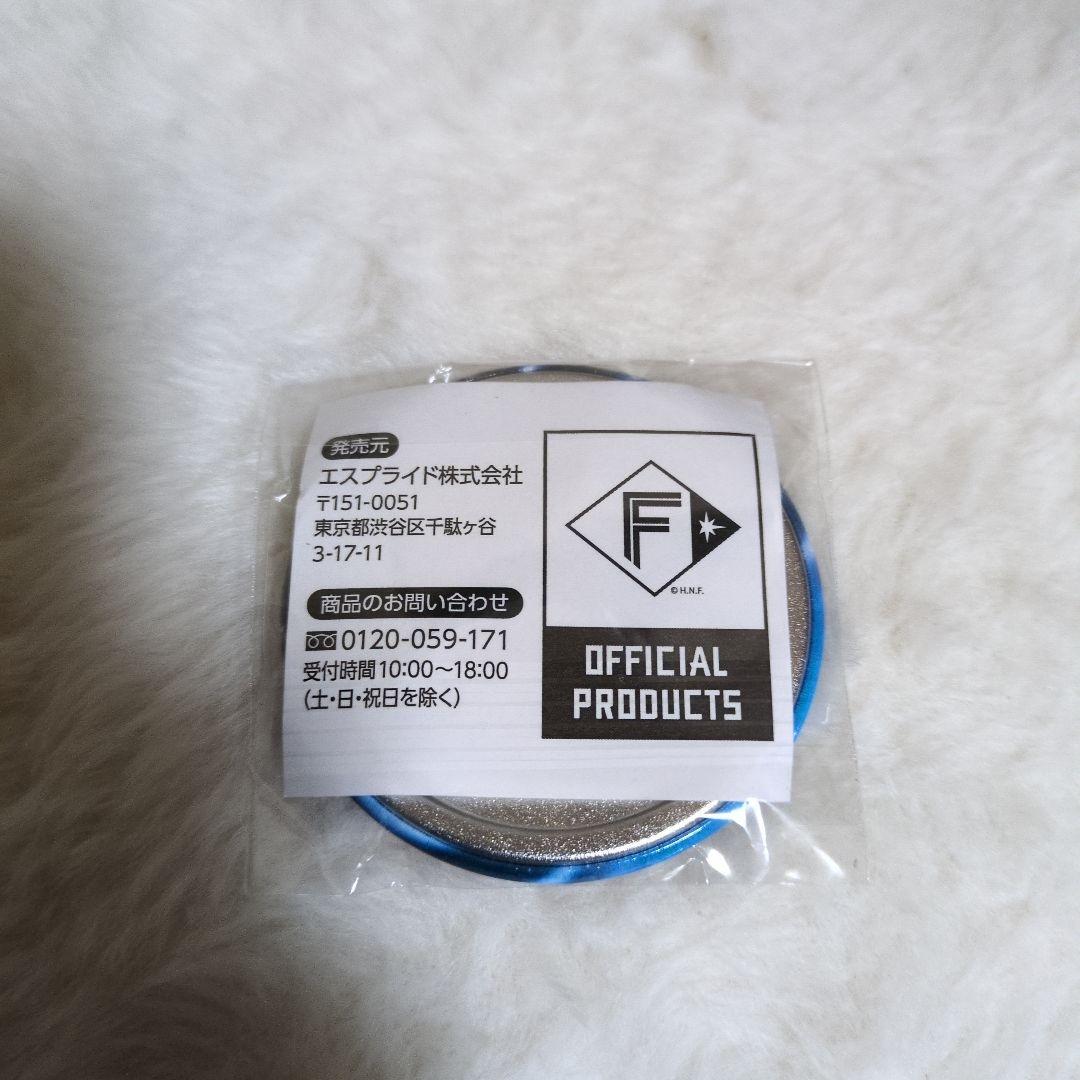 発売元
エスプライド株式会社
〒151-0051
東京都渋谷区千駄ヶ谷
3-17-11
商品のお問い合わせ
0120-059-171
受付時間10:00～18:00
(土・日・祝日を除く)
F
© H.N.F.
OFFICIAL
PRODUCTS